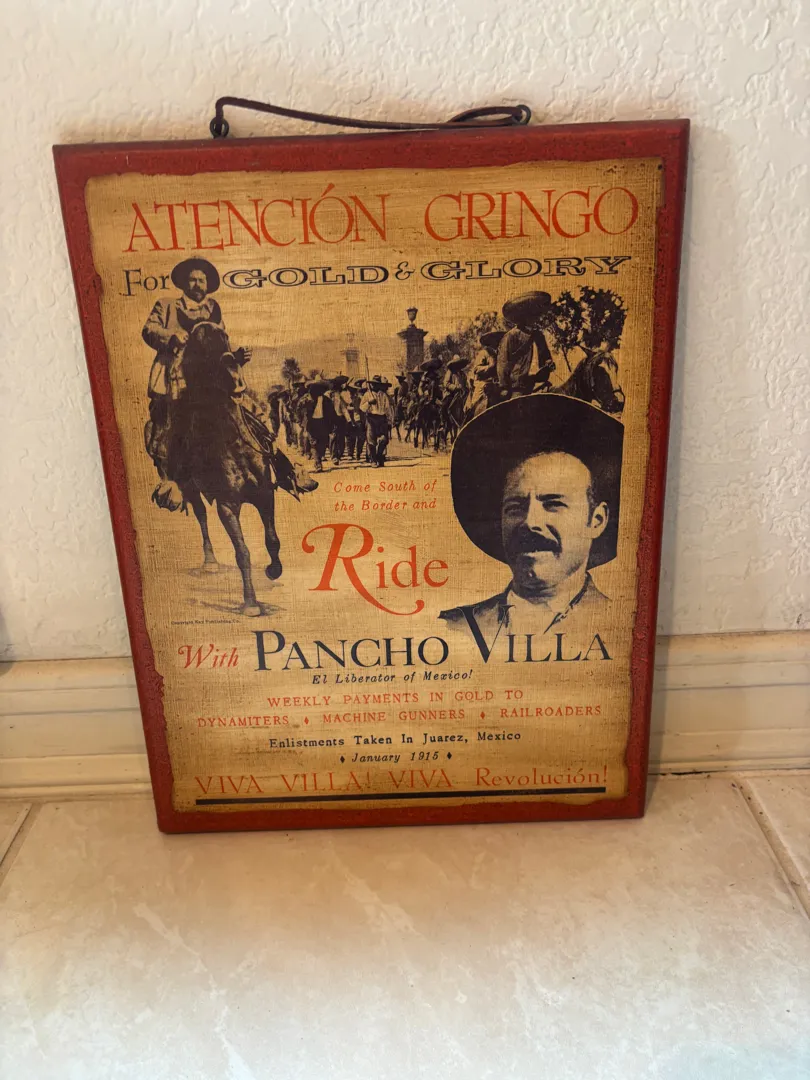 ATENCIÓN GRINGO
For GOLD & GLORY
Come South of
the Border and
Ride
With PANCHO VILLA
El Liberator of Mexico!
WEEKLY PAYMENTS IN GOLD TO
DYNAMITERS ♦ MACHINE GUNNERS ♦ RAILROADERS
Enlistments Taken In Juarez, Mexico
♦ January 1915 ♦
VIVA VILLA! VIVA Revolución!